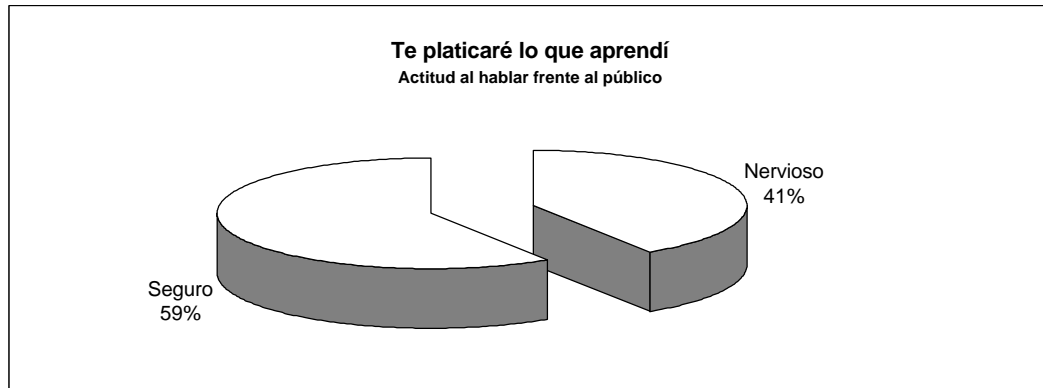 Te platicaré lo que aprendí
Actitud al hablar frente al público
Nervioso
41%
Seguro
59%